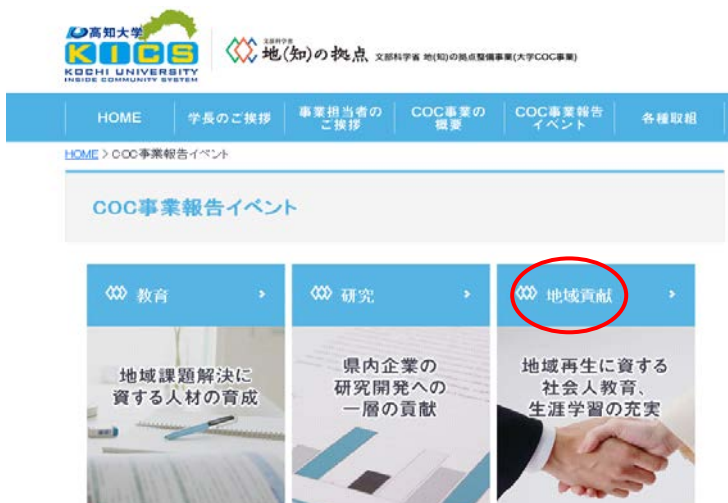 高知大学
KICS
KOCHI UNIVERSITY
INSIDE COMMUNITY SYSTEM
文部科学省
地(知)の拠点 文部科学省 地(知)の拠点整備事業(大学COC事業)
HOME 学長のご挨拶 事業担当者のご挨拶 COC事業の概要 COC事業報告イベント 各種取組
HOME > COC事業報告イベント
COC事業報告イベント
教育 ›
地域課題解決に
資する人材の育成
研究 ›
県内企業の
研究開発への
一層の貢献
地域貢献 ›
地域再生に資する
社会人教育、
生涯学習の充実